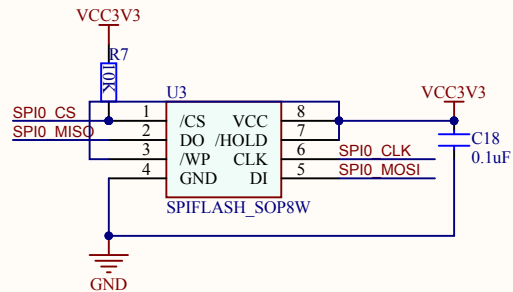 VCC3V3
R7
10K
U3
VCC3V3
SPI0_CS
1
/CS
VCC
8
SPI0_MISO
2
DO
/HOLD
7
C18
3
/WP
CLK
6
SPI0_CLK
0.1uF
4
GND
DI
5
SPI0_MOSI
SPIFLASH_SOP8W
GND